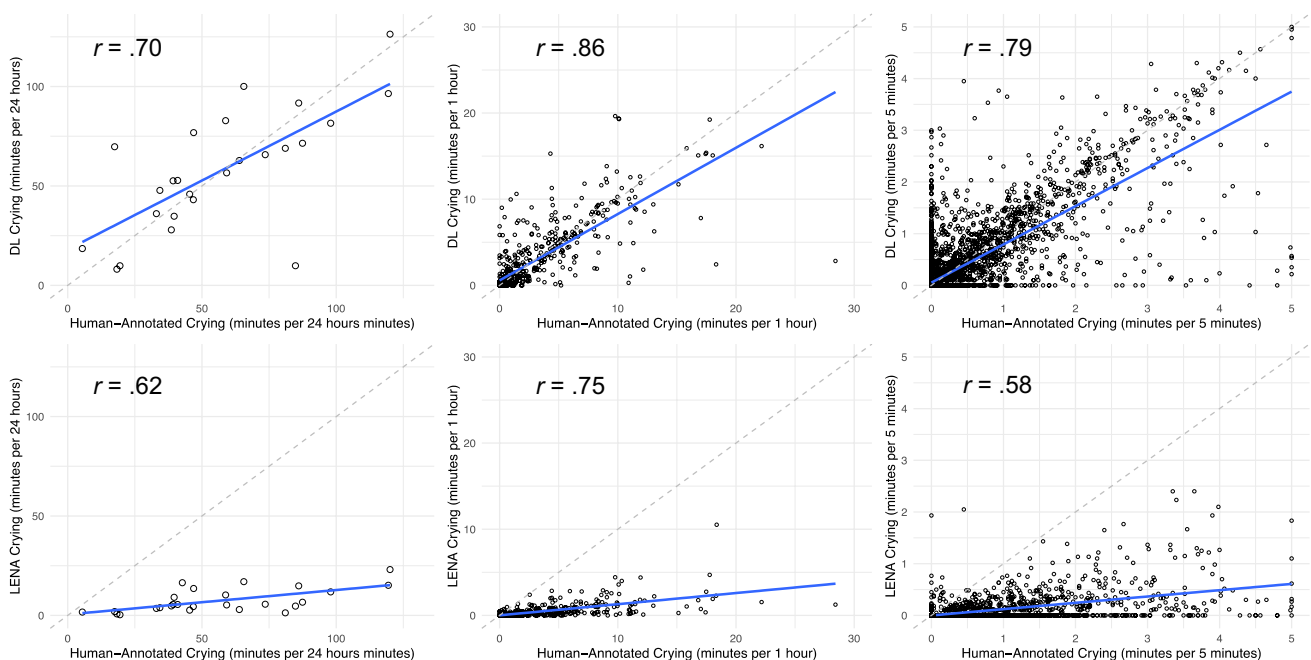 r = .70
DL Crying (minutes per 24 hours)
100
50
0
0
50
100
Human−Annotated Crying (minutes per 24 hours minutes)
r = .86
DL Crying (minutes per 1 hour)
30
20
10
0
0
10
20
30
Human−Annotated Crying (minutes per 1 hour)
r = .79
DL Crying (minutes per 5 minutes)
5
4
3
2
1
0
0
1
2
3
4
5
Human−Annotated Crying (minutes per 5 minutes)
r = .62
LENA Crying (minutes per 24 hours)
100
50
0
0
50
100
Human−Annotated Crying (minutes per 24 hours minutes)
r = .75
LENA Crying (minutes per 1 hour)
30
20
10
0
0
10
20
30
Human−Annotated Crying (minutes per 1 hour)
r = .58
LENA Crying (minutes per 5 minutes)
5
4
3
2
1
0
0
1
2
3
4
5
Human−Annotated Crying (minutes per 5 minutes)